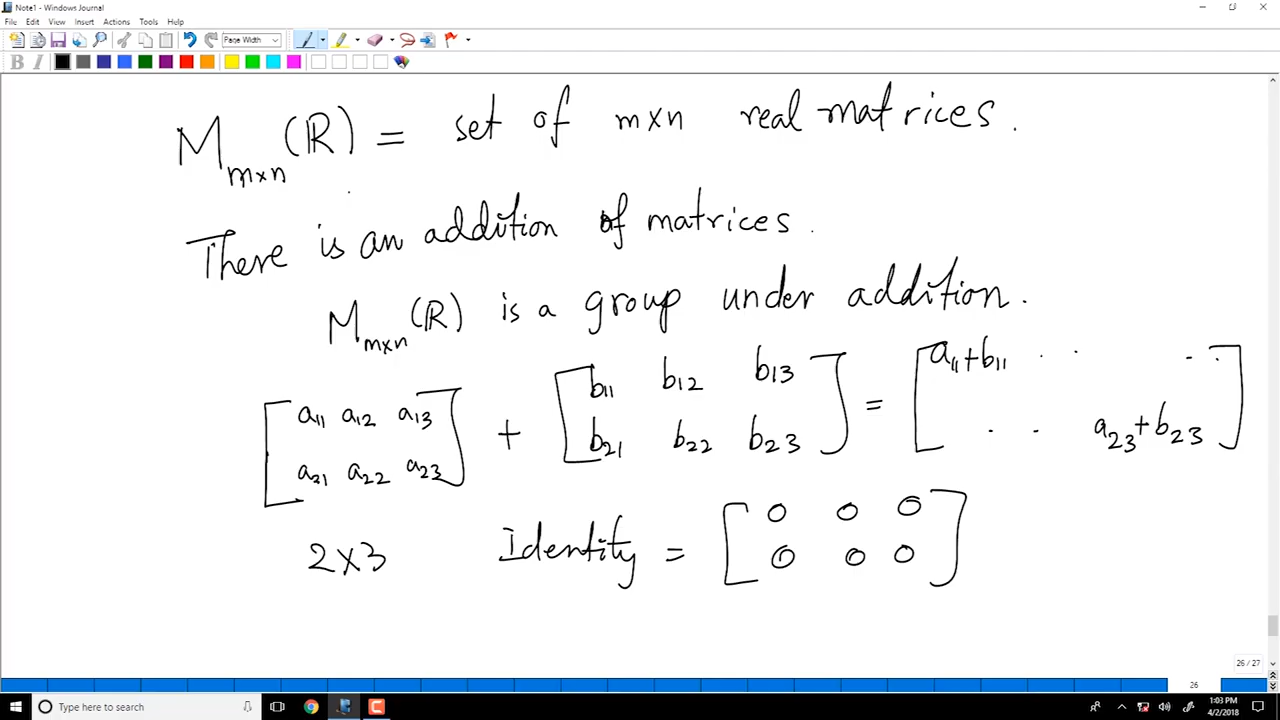 Note1 - Windows Journal
File Edit View Insert Actions Tools Help
Page Width
B I
M_{m×n}(ℝ) = set of m×n real matrices.
There is an addition of matrices.
M_{m×n}(ℝ) is a group under addition.
[a₁₁ a₁₂ a₁₃ + [b₁₁ b₁₂ b₁₃] = [a₁₁+b₁₁ . . . .]
[a₂₁ a₂₂ a₂₃] [b₂₁ b₂₂ b₂₃] [. . a₂₃+b₂₃]
2×3 Identity = [0 0 0]
[0 0 0]
26 / 27
26
Type here to search
1:03 PM
4/2/2018